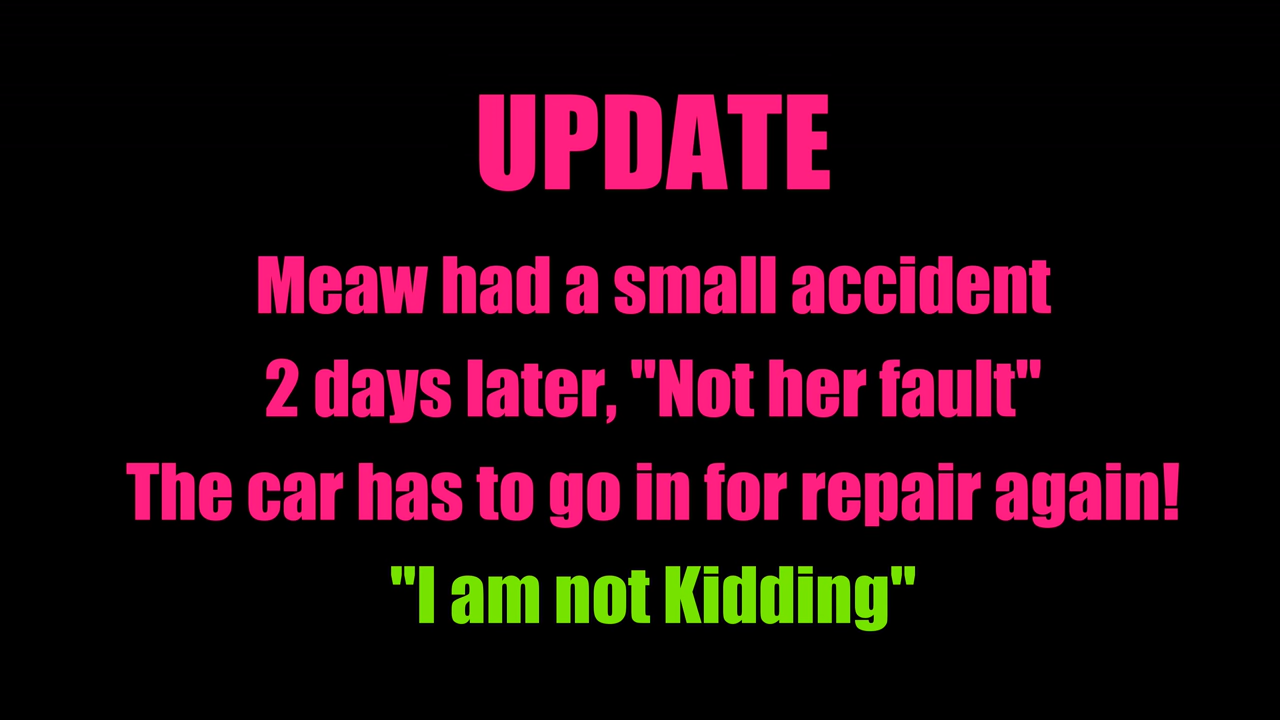 UPDATE
Meaw had a small accident
2 days later, "Not her fault"
The car has to go in for repair again!
"I am not Kidding"